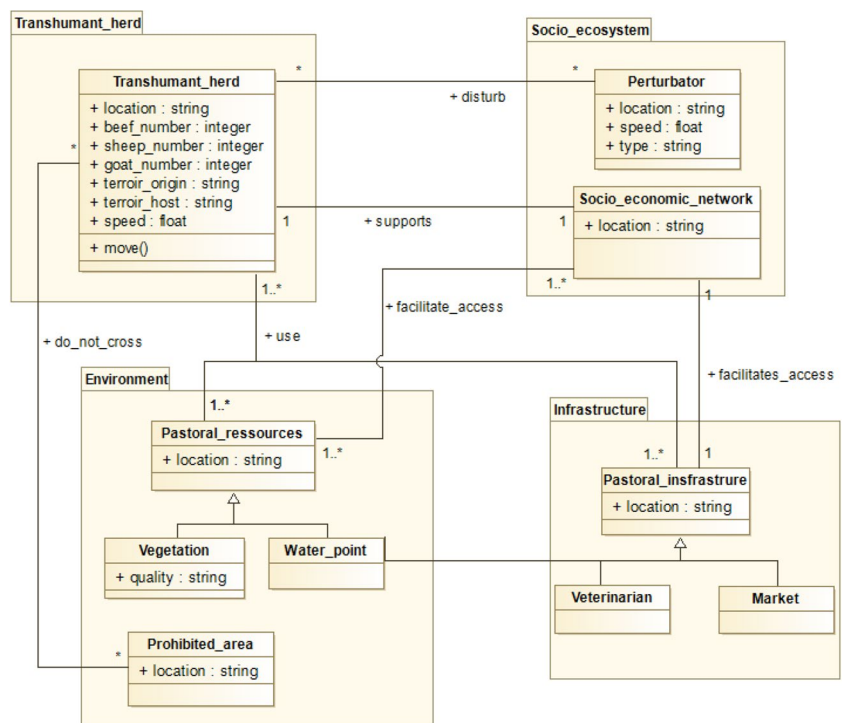 Transhumant_herd
Transhumant_herd
+ location : string
+ beef_number : integer
+ sheep_number : integer
+ goat_number : integer
+ terroir_origin : string
+ terroir_host : string
+ speed : float
+ move()
*
*
*
+ disturb
Socio_ecosystem
Perturbator
+ location : string
+ speed : float
+ type : string
Socio_economic_network
+ location : string
1
+ supports
1
1..*
1..*
1
+ facilitate_access
+ use
+ do_not_cross
+ facilitates_access
Environment
1..*
Pastoral_ressources
+ location : string
1..*
Vegetation
+ quality : string
Water_point
Prohibited_area
+ location : string
*
Infrastructure
1..*
1
Pastoral_insfrastrure
+ location : string
Veterinarian
Market